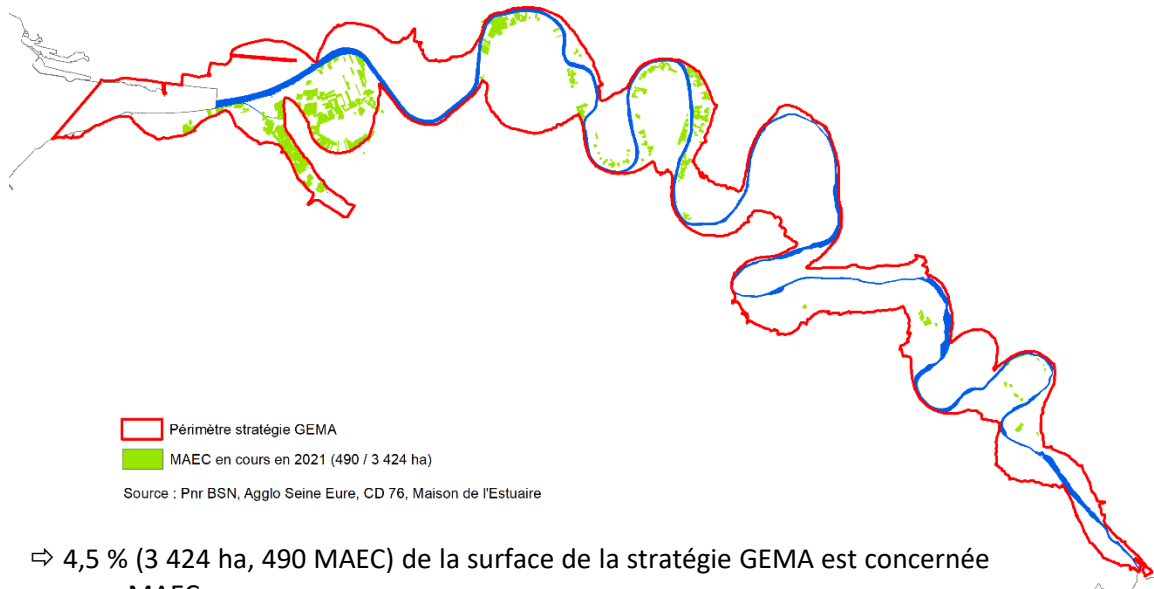 Périmètre stratégie GEMA
MAEC en cours en 2021 (490 / 3 424 ha)
Source : Pnr BSN, Agglo Seine Eure, CD 76, Maison de l'Estuaire
⇨ 4,5 % (3 424 ha, 490 MAEC) de la surface de la stratégie GEMA est concernée
MAEC